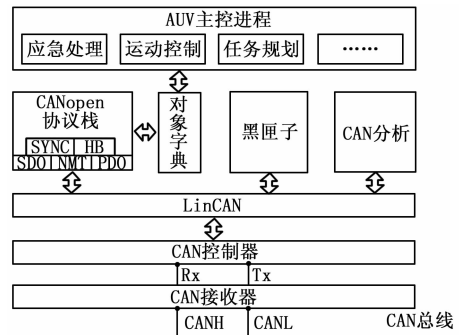 AUV主控进程
应急处理 运动控制 任务规划 ……
CANopen
协议栈
SYNC HB
SDO NMT PDO
对象字典
黑匣子
CAN分析
LinCAN
CAN控制器
Rx Tx
CAN接收器
CANH CANL
CAN总线